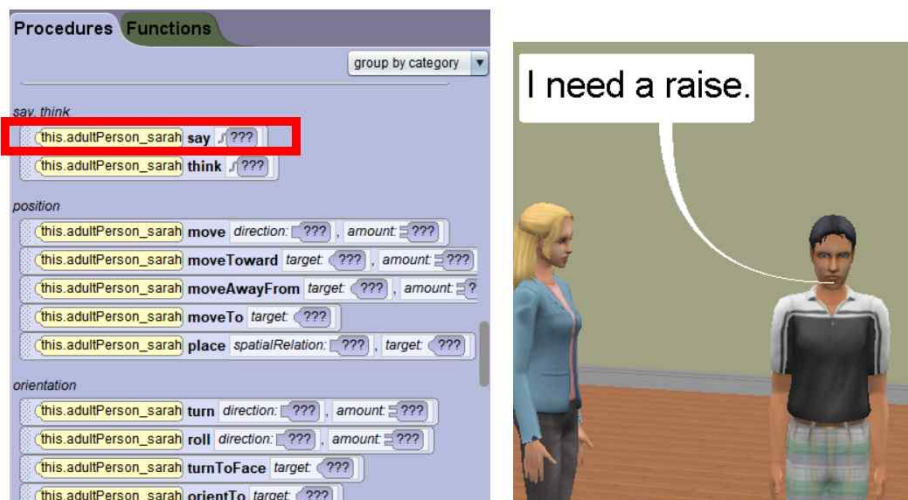 Procedures Functions
group by category
say, think
this.adultPerson_sarah say ???
this.adultPerson_sarah think ???
position
this.adultPerson_sarah move direction: ??? , amount: ???
this.adultPerson_sarah moveToward target: ??? , amount: ???
this.adultPerson_sarah moveAwayFrom target: ??? , amount: ?
this.adultPerson_sarah moveTo target: ???
this.adultPerson_sarah place spatialRelation: ??? , target: ???
orientation
this.adultPerson_sarah turn direction: ??? , amount: ???
this.adultPerson_sarah roll direction: ??? , amount: ???
this.adultPerson_sarah turnToFace target: ???
this.adultPerson_sarah orientTo target: ???
I need a raise.